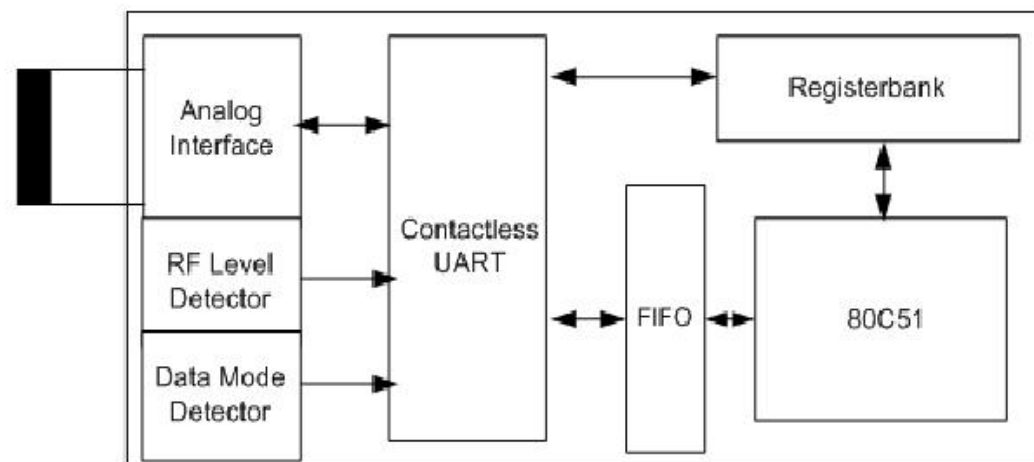 Analog
Interface
RF Level
Detector
Data Mode
Detector
Contactless
UART
FIFO
Registerbank
80C51